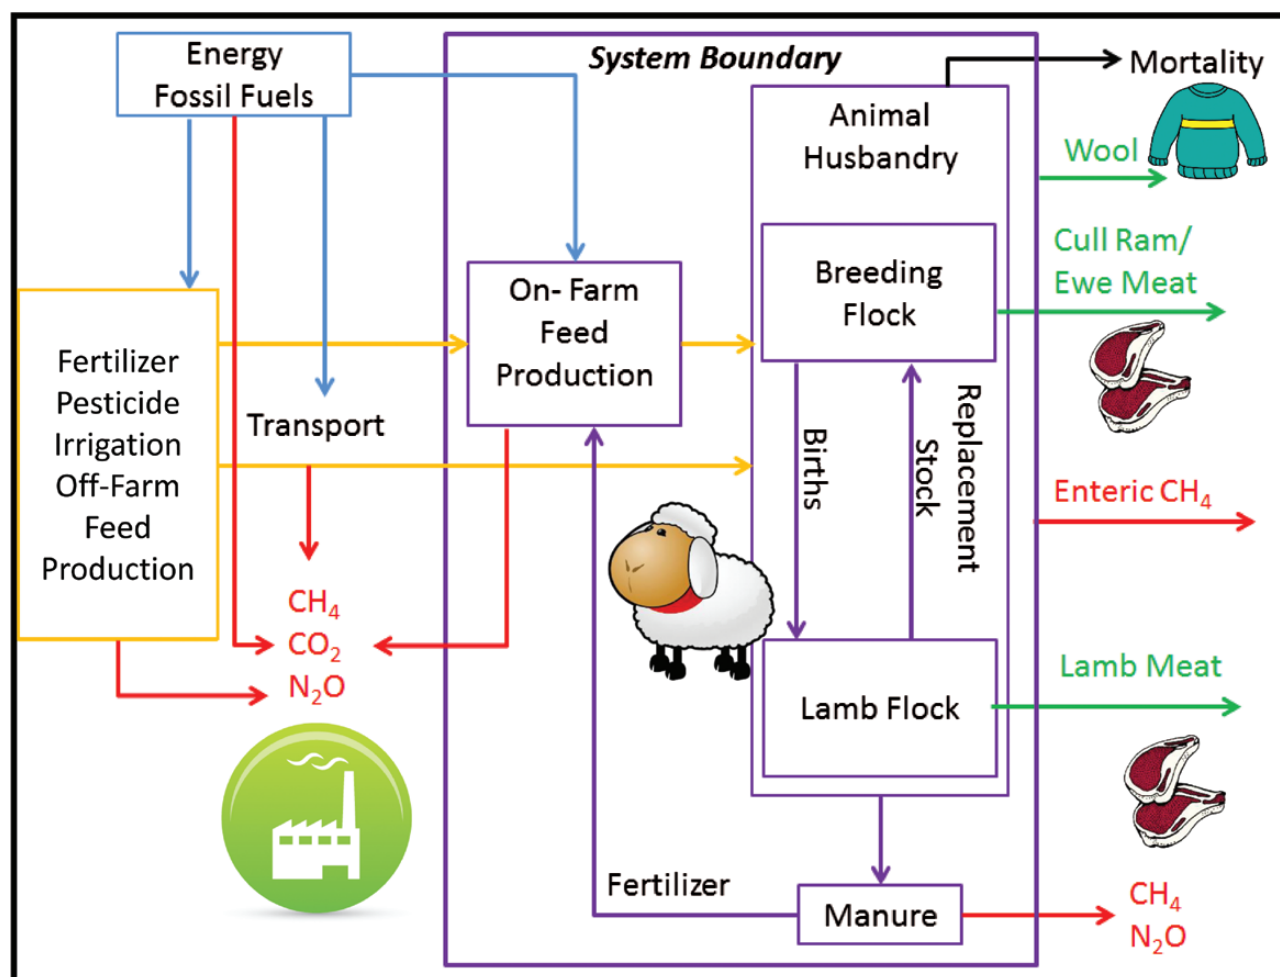 Energy
Fossil Fuels
System Boundary
Mortality
Animal
Husbandry
Wool
Cull Ram/
Ewe Meat
Breeding
Flock
On- Farm
Feed
Production
Fertilizer
Pesticide
Irrigation
Off-Farm
Feed
Production
Transport
Births
Replacement
Stock
Enteric CH₄
CH₄
CO₂
N₂O
Lamb Meat
Lamb Flock
Fertilizer
Manure
CH₄
N₂O